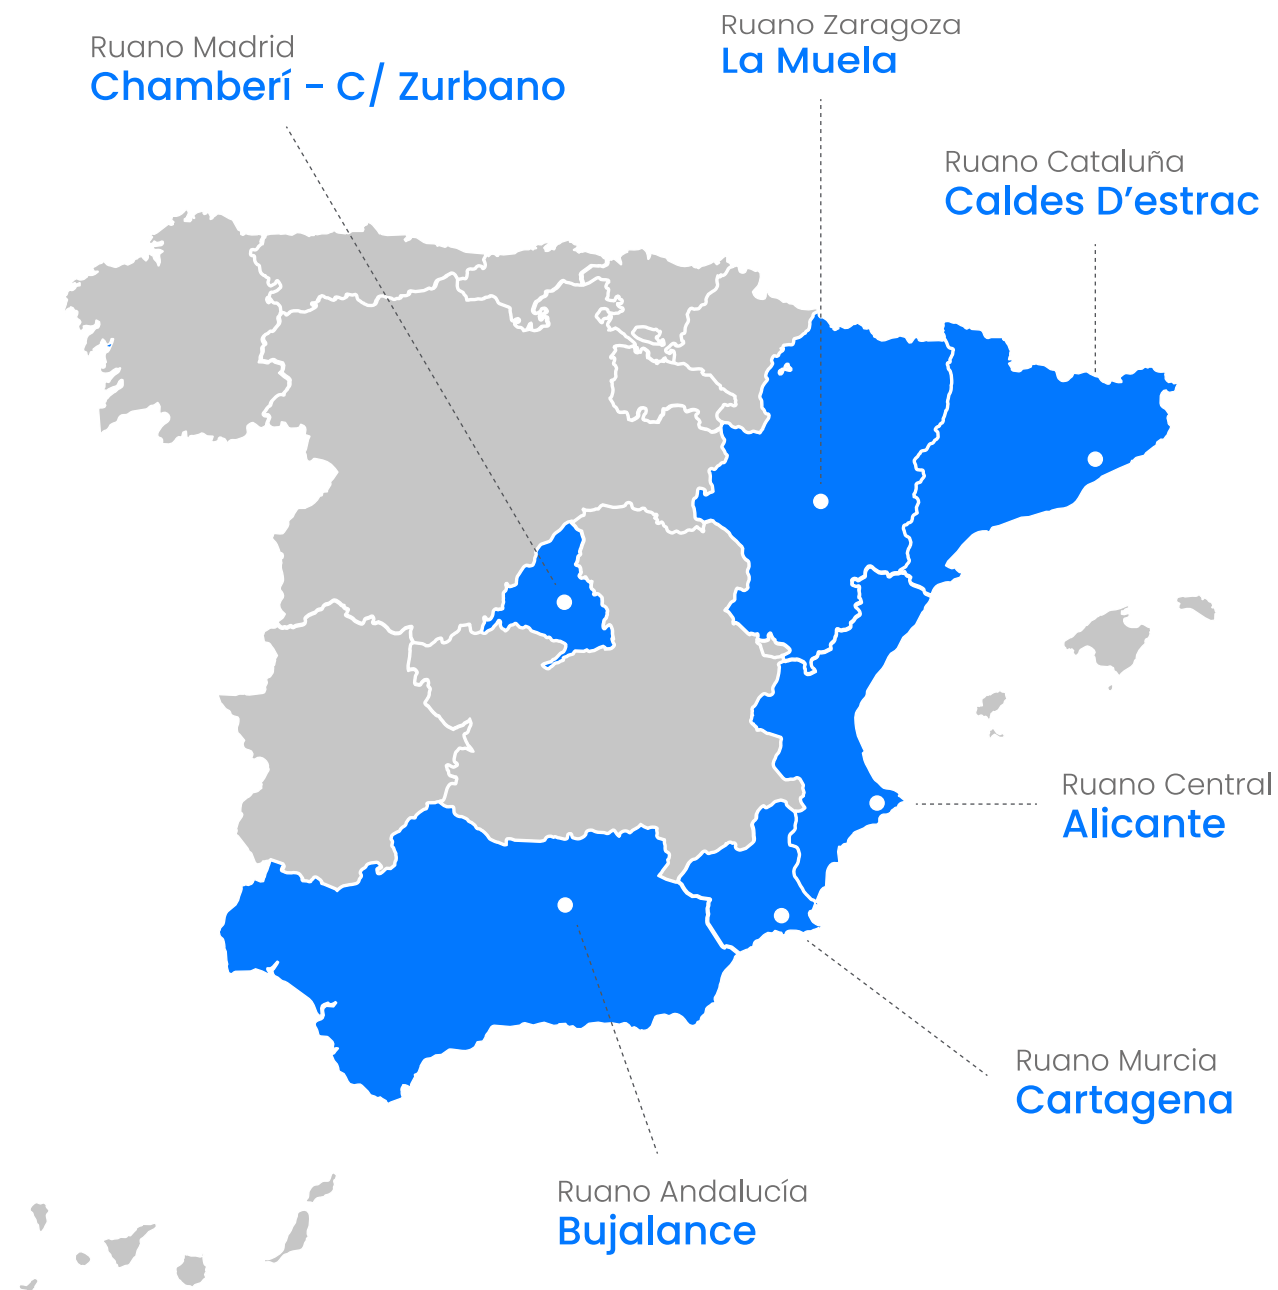 Ruano Madrid
Chamberí - C/ Zurbano
Ruano Zaragoza
La Muela
Ruano Cataluña
Caldes D'estrac
Ruano Central
Alicante
Ruano Murcia
Cartagena
Ruano Andalucía
Bujalance